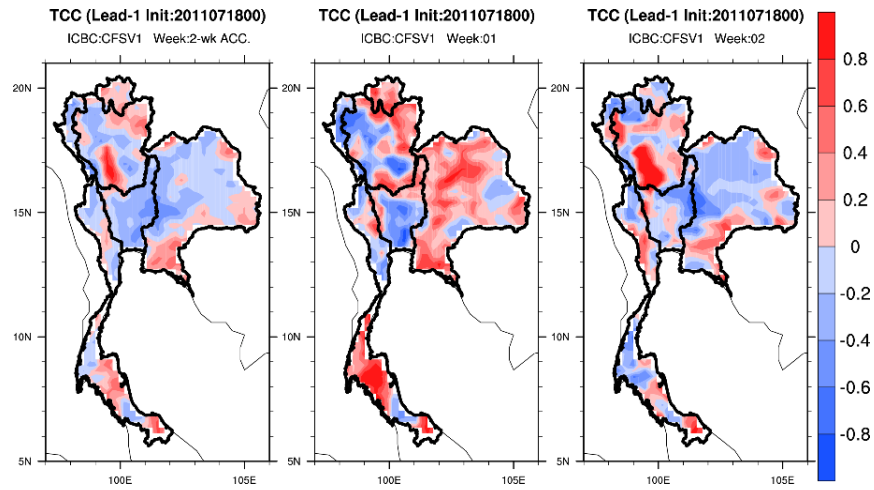 TCC (Lead-1 Init:2011071800)
ICBC:CFSV1 Week:2-wk ACC.
20N
15N
10N
5N
100E
105E
TCC (Lead-1 Init:2011071800)
ICBC:CFSV1 Week:01
20N
15N
10N
5N
100E
105E
TCC (Lead-1 Init:2011071800)
ICBC:CFSV1 Week:02
20N
15N
10N
5N
100E
105E
0.8
0.6
0.4
0.2
0
-0.2
-0.4
-0.6
-0.8